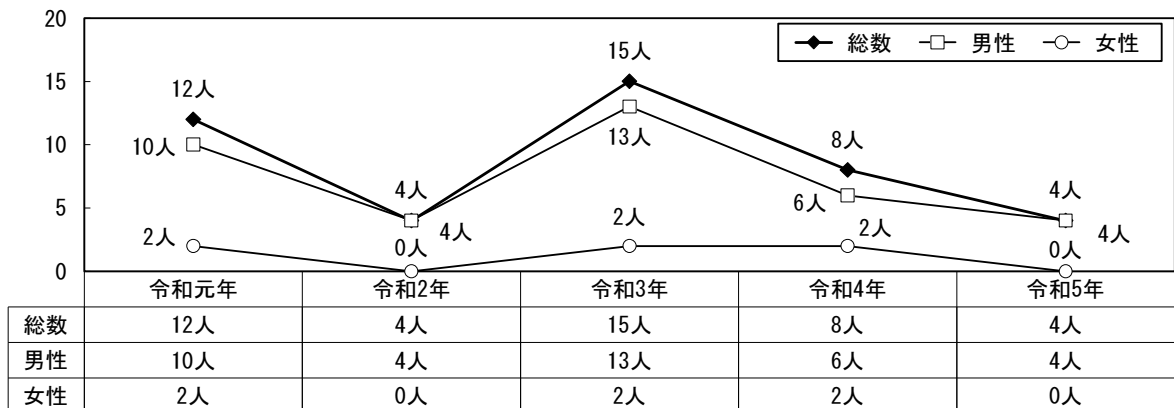 20
15
10
5
0
総数 男性 女性
12人
10人
2人
4人
4人
0人
15人
13人
2人
8人
6人
2人
4人
4人
0人
令和元年 令和2年 令和3年 令和4年 令和5年
総数 12人 4人 15人 8人 4人
男性 10人 4人 13人 6人 4人
女性 2人 0人 2人 2人 0人